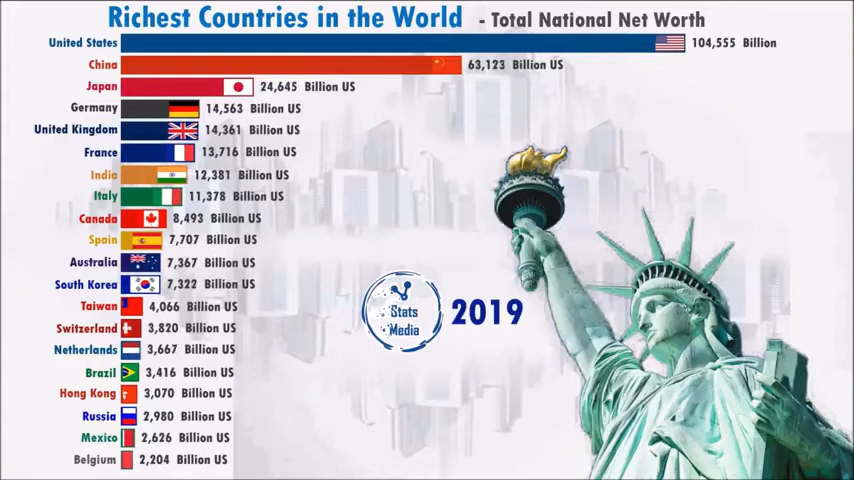 Richest Countries in the World - Total National Net Worth
United States 104,555 Billion
China 63,123 Billion US
Japan 24,645 Billion US
Germany 14,563 Billion US
United Kingdom 14,361 Billion US
France 13,716 Billion US
India 12,381 Billion US
Italy 11,378 Billion US
Canada 8,493 Billion US
Spain 7,707 Billion US
Australia 7,367 Billion US
South Korea 7,322 Billion US
Taiwan 4,066 Billion US
Switzerland 3,820 Billion US
Netherlands 3,667 Billion US
Brazil 3,416 Billion US
Hong Kong 3,070 Billion US
Russia 2,980 Billion US
Mexico 2,626 Billion US
Belgium 2,204 Billion US
Stats
Media
2019